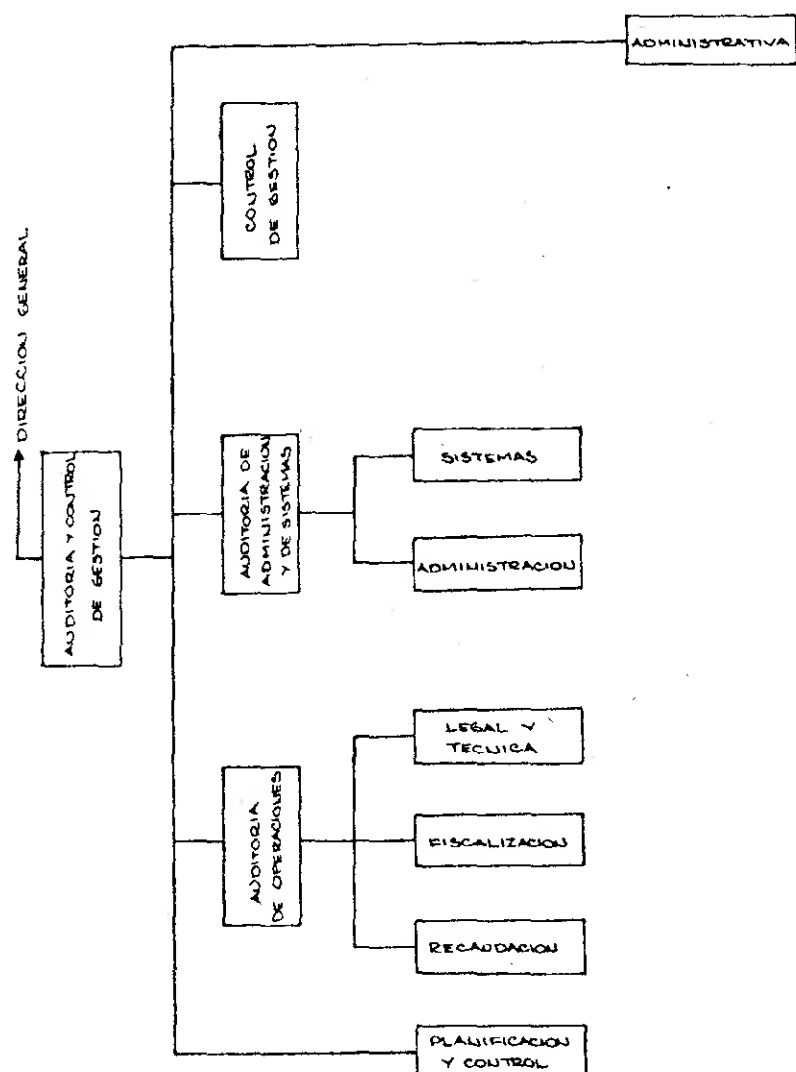 DIRECCION GENERAL
AUDITORIA Y CONTROL
DE GESTION
ADMINISTRATIVA
CONTROL
DE GESTION
AUDITORIA DE
ADMINISTRACION
Y DE SISTEMAS
SISTEMAS
ADMINISTRACION
AUDITORIA
DE OPERACIONES
LEGAL Y
TECNICA
FISCALIZACION
RECAUDACION
PLANIFICACION
Y CONTROL